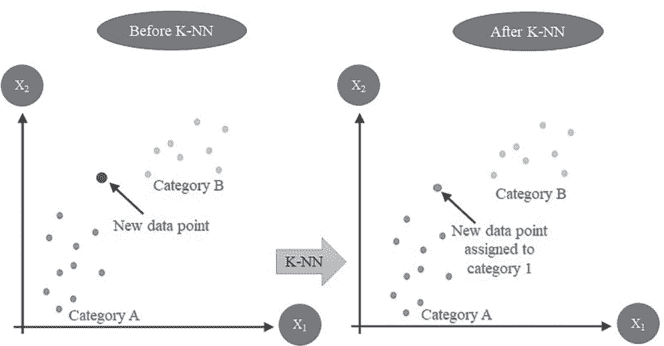 Before K-NN
After K-NN
X₂
Category B
New data point
Category A
X₁
K-NN
X₂
Category B
New data point
assigned to
category 1
Category A
X₁